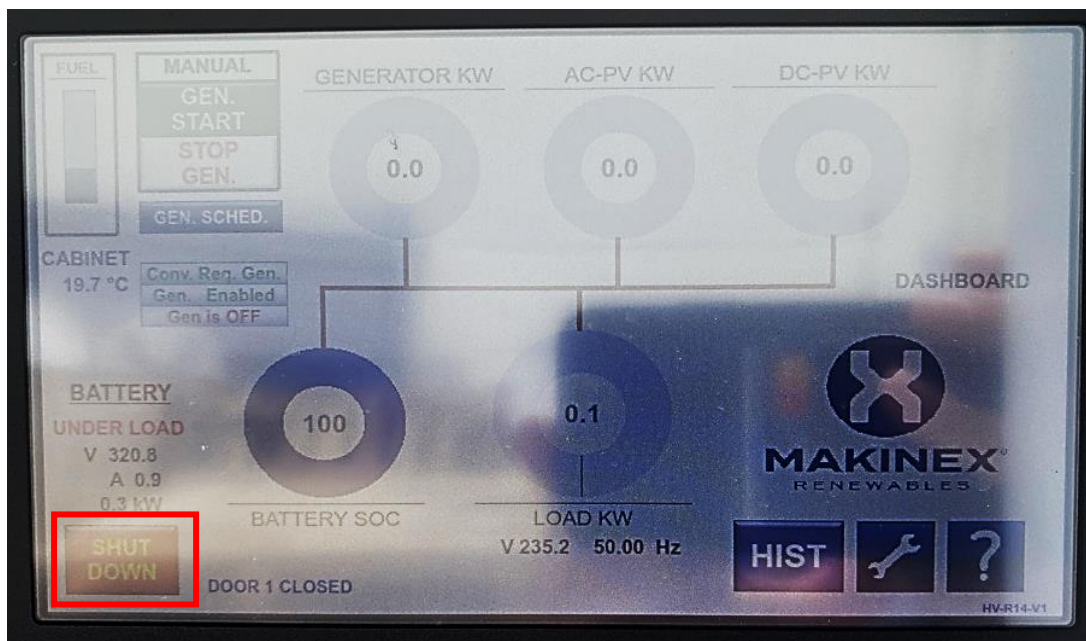 FUEL
MANUAL
GEN.
START
STOP
GEN.
GEN. SCHED.
GENERATOR KW
0.0
AC-PV KW
0.0
DC-PV KW
0.0
CABINET
19.7 °C
Conv. Req. Gen.
Gen. Enabled
Gen is OFF
DASHBOARD
BATTERY
UNDER LOAD
V 320.8
A 0.9
0.3 kW
100
BATTERY SOC
0.1
LOAD KW
V 235.2 50.00 Hz
MAKINEX®
RENEWABLES
SHUT
DOWN
DOOR 1 CLOSED
HIST
?
HV-R14-V1